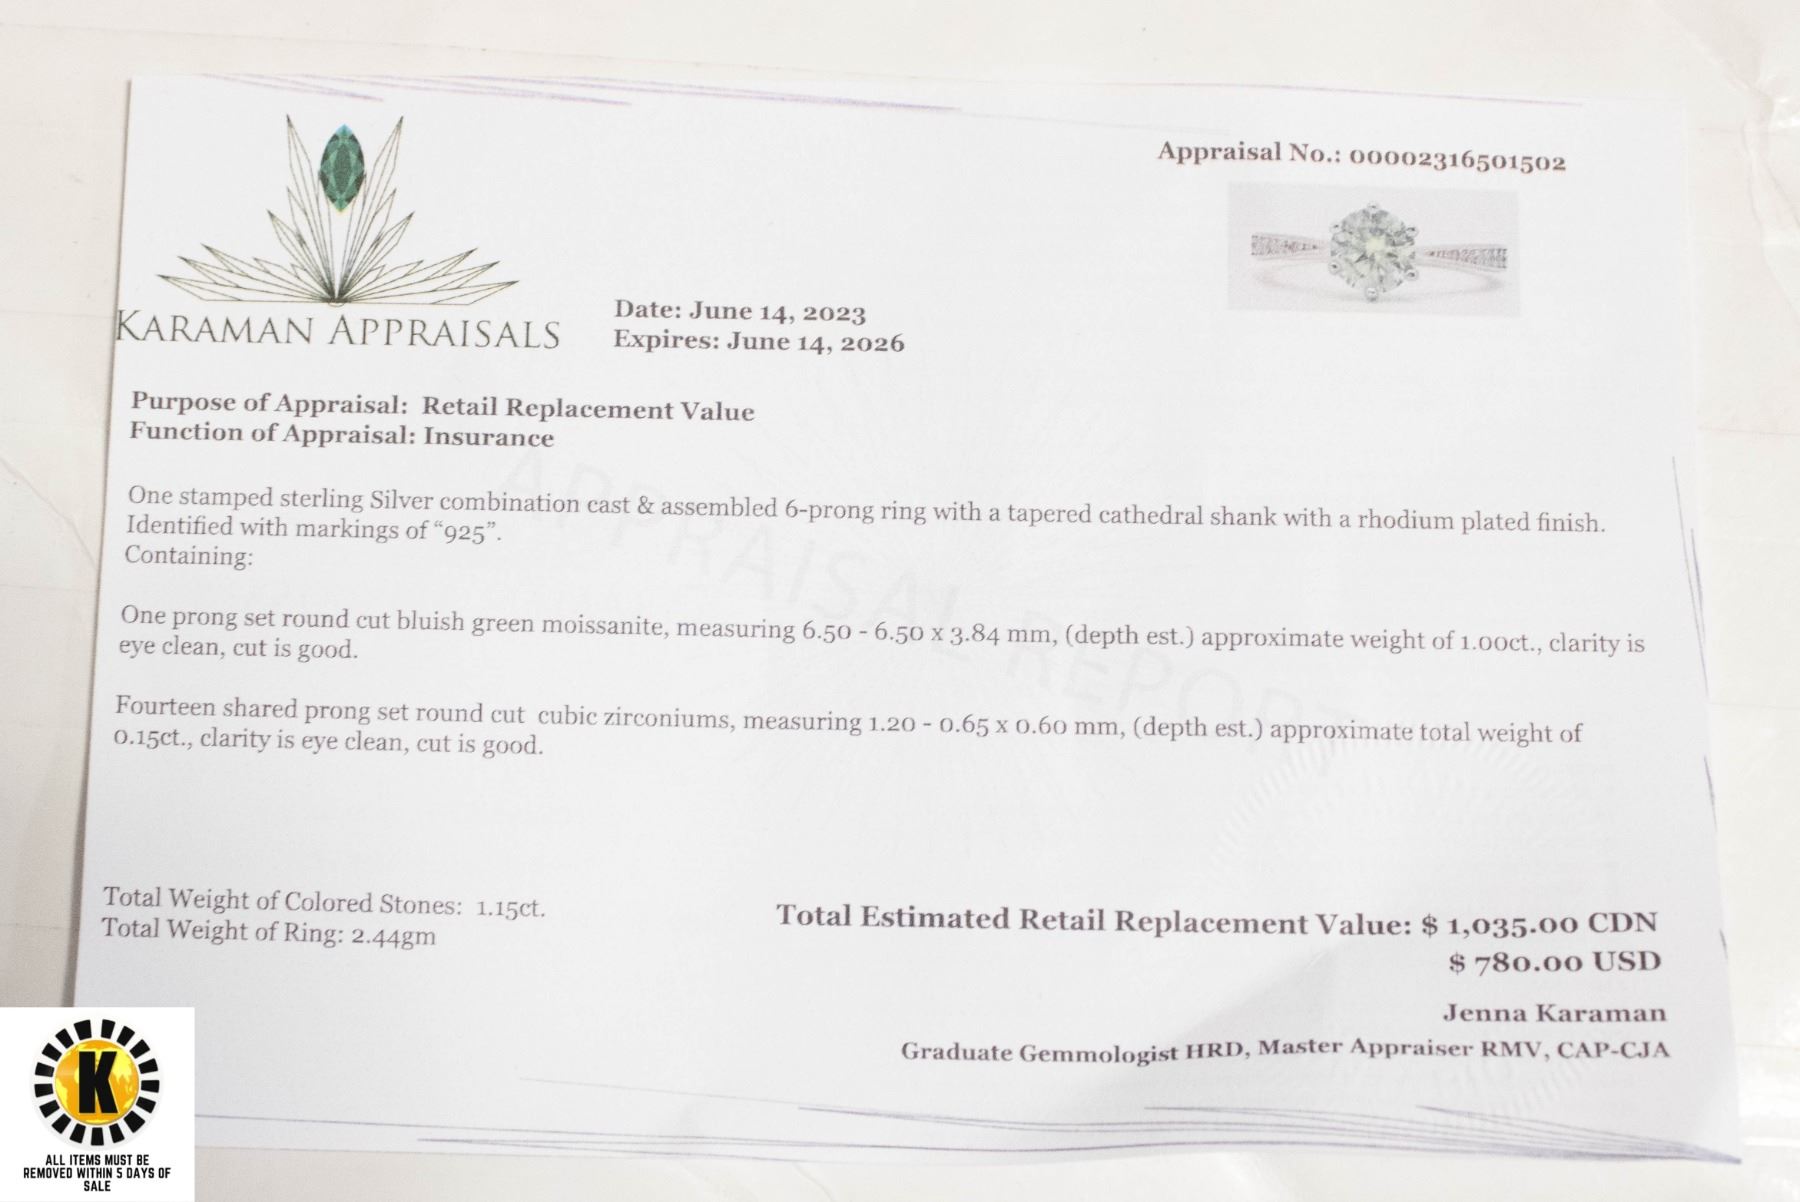 Appraisal No.: 00002316501502
KARAMAN APPRAISALS
Date: June 14, 2023
Expires: June 14, 2026
Purpose of Appraisal:  Retail Replacement Value
Function of Appraisal: Insurance
One stamped sterling Silver combination cast & assembled 6-prong ring with a tapered cathedral shank with a rhodium plated finish.
Identified with markings of “925”.
Containing:
One prong set round cut bluish green moissanite, measuring 6.50 - 6.50 x 3.84 mm, (depth est.) approximate weight of 1.00ct., clarity is
eye clean, cut is good.
Fourteen shared prong set round cut  cubic zirconiums, measuring 1.20 - 0.65 x 0.60 mm, (depth est.) approximate total weight of
0.15ct., clarity is eye clean, cut is good.
APPRAISAL REPORT
Total Weight of Colored Stones:  1.15ct.
Total Weight of Ring: 2.44gm
Total Estimated Retail Replacement Value: $ 1,035.00 CDN
$ 780.00 USD
Jenna Karaman
Graduate Gemmologist HRD, Master Appraiser RMV, CAP-CJA
K
ALL ITEMS MUST BE
REMOVED WITHIN 5 DAYS OF
SALE